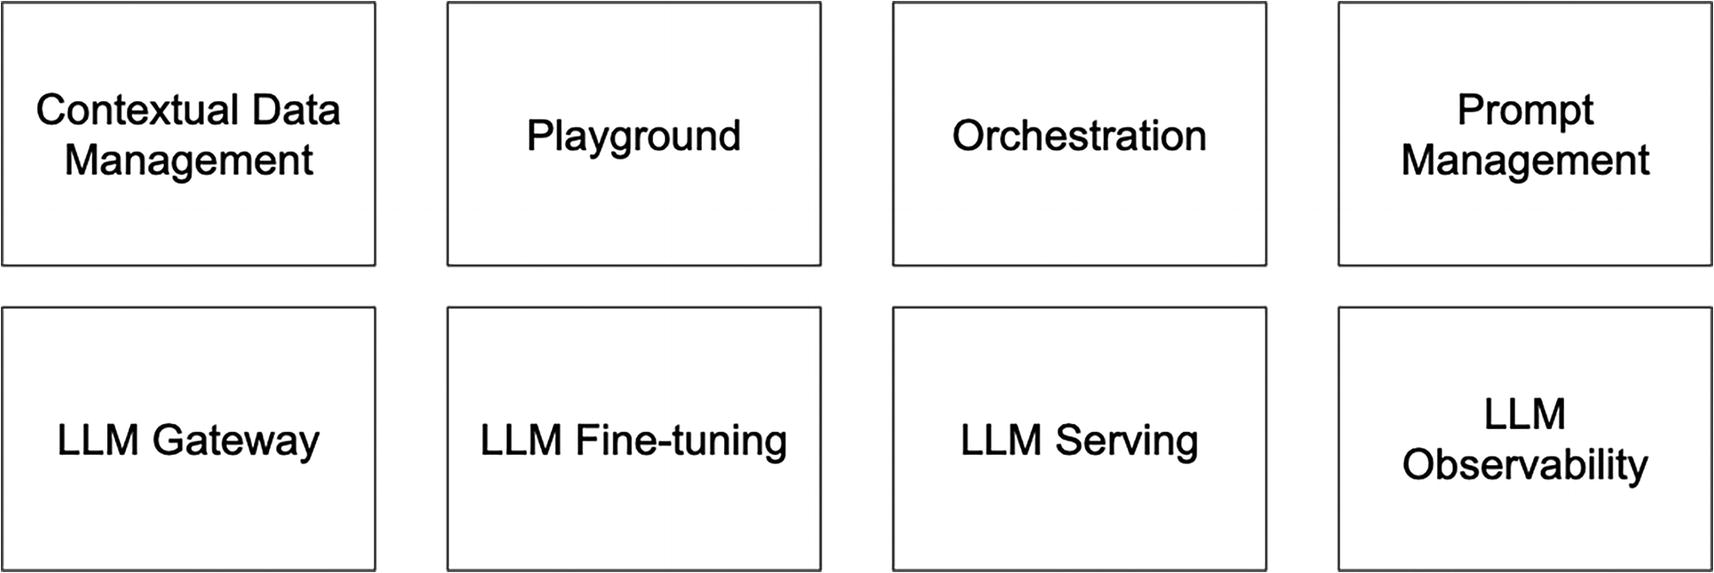 Contextual Data
Management
Playground
Orchestration
Prompt
Management
LLM Gateway
LLM Fine-tuning
LLM Serving
LLM
Observability